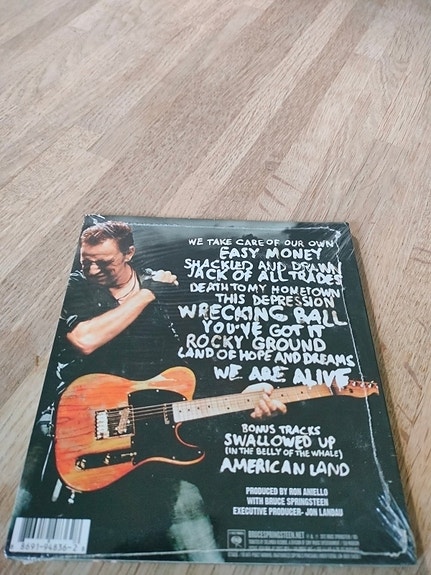 WE TAKE CARE OF OUR OWN
EASY MONEY
SHACKLED AND DRAWN
JACK OF ALL TRADES
DEATH TO MY HOMETOWN
THIS DEPRESSION
WRECKING BALL
YOU'VE GOT IT
ROCKY GROUND
LAND OF HOPE AND DREAMS
WE ARE ALIVE
BONUS TRACKS
SWALLOWED UP
(IN THE BELLY OF THE WHALE)
AMERICAN LAND
PRODUCED BY RON ANIELLO
WITH BRUCE SPRINGSTEEN
EXECUTIVE PRODUCER- JON LANDAU
BRUCESPRINGSTEEN.NET
COLUMBIA